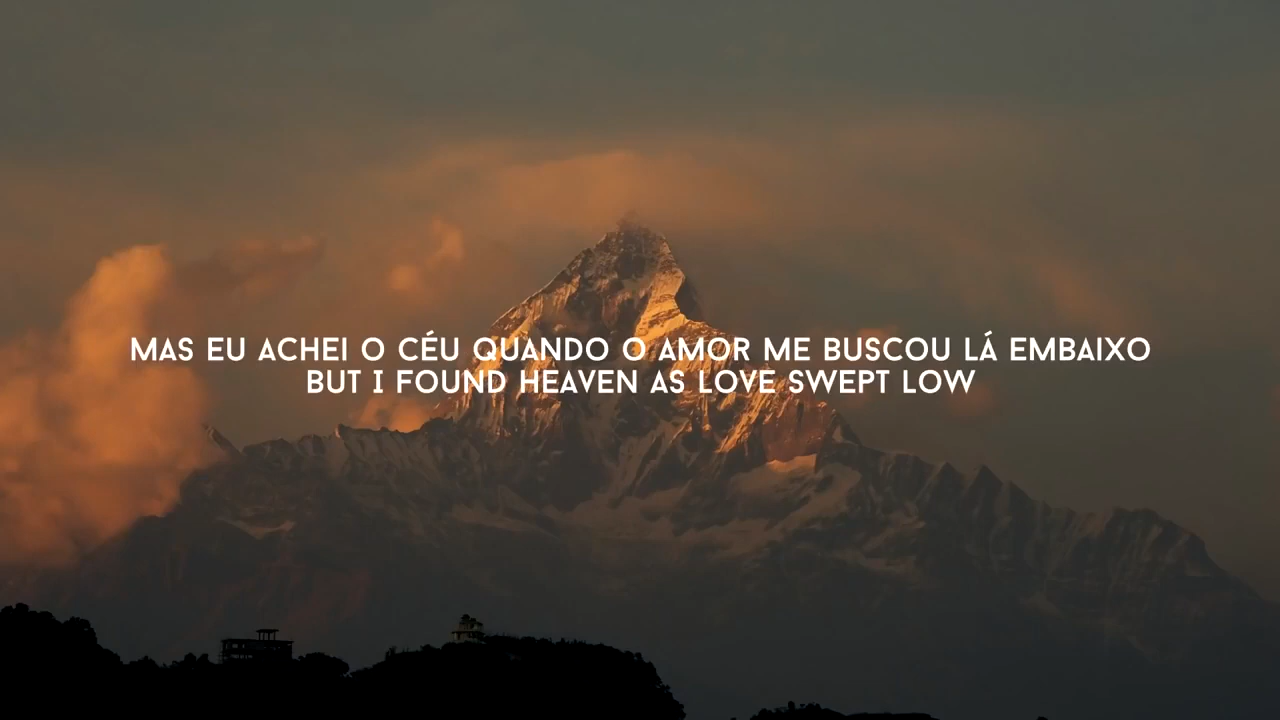 MAS EU ACHEI O CÉU QUANDO O AMOR ME BUSCOU LÁ EMBAIXO
BUT I FOUND HEAVEN AS LOVE SWEPT LOW